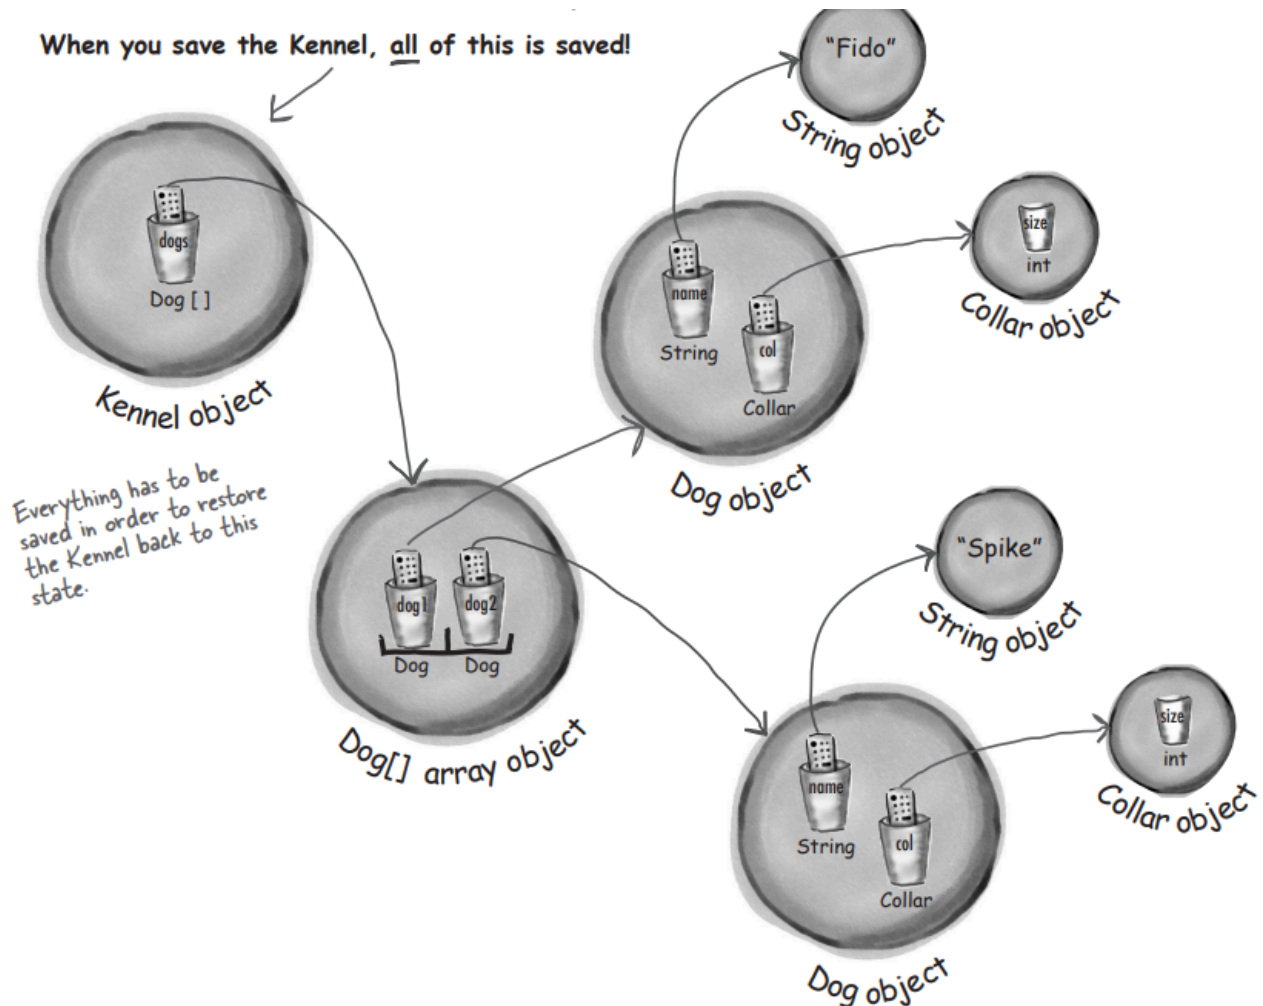 When you save the Kennel, all of this is saved!
"Fido"
String object
dogs
Dog [ ]
Kennel object
name
String
col
Collar
Dog object
size
int
Collar object
Everything has to be
saved in order to restore
the Kennel back to this
state.
dog1
dog2
Dog
Dog
Dog[] array object
"Spike"
String object
name
String
col
Collar
Dog object
size
int
Collar object